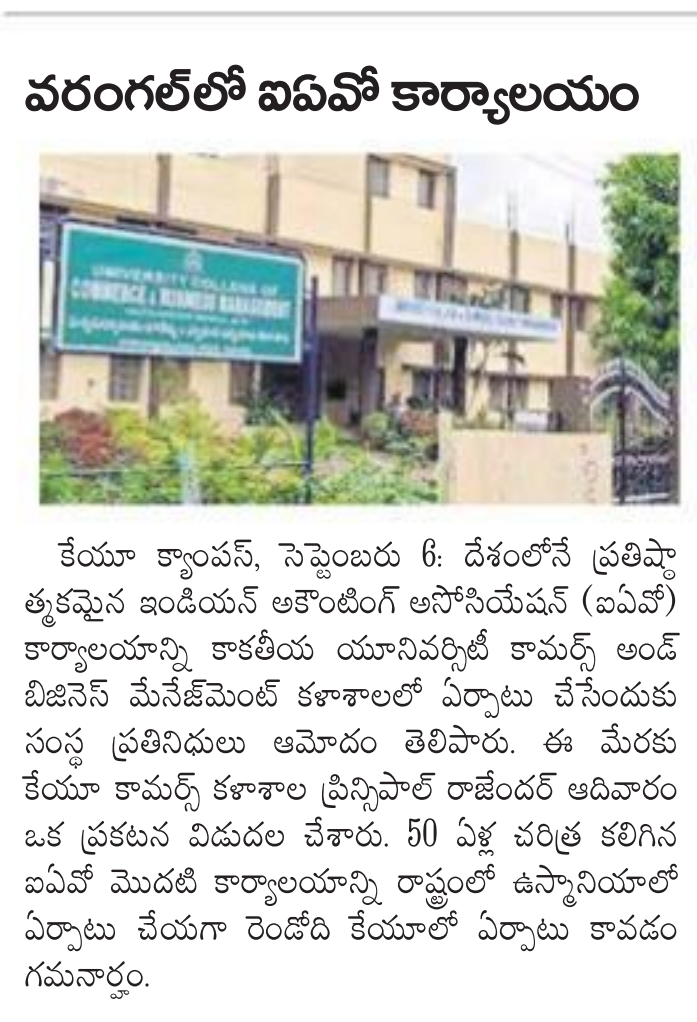 వరంగల్‌లో ఐఏవో కార్యాలయం
UNIVERSITY COLLEGE OF
COMMERCE & BUSINESS MANAGEMENT
కేయూ క్యాంపస్, సెప్టెంబరు 6: దేశంలోనే ప్రతిష్ఠా
త్మకమైన ఇండియన్ అకౌంటింగ్ అసోసియేషన్ (ఐఏవో)
కార్యాలయాన్ని కాకతీయ యూనివర్సిటీ కామర్స్ అండ్
బిజినెస్ మేనేజ్‌మెంట్ కళాశాలలో ఏర్పాటు చేసేందుకు
సంస్థ ప్రతినిధులు ఆమోదం తెలిపారు. ఈ మేరకు
కేయూ కామర్స్ కళాశాల ప్రిన్సిపాల్ రాజేందర్ ఆదివారం
ఒక ప్రకటన విడుదల చేశారు. 50 ఏళ్ల చరిత్ర కలిగిన
ఐఏవో మొదటి కార్యాలయాన్ని రాష్ట్రంలో ఉస్మానియాలో
ఏర్పాటు చేయగా రెండోది కేయూలో ఏర్పాటు కావడం
గమనార్హం.